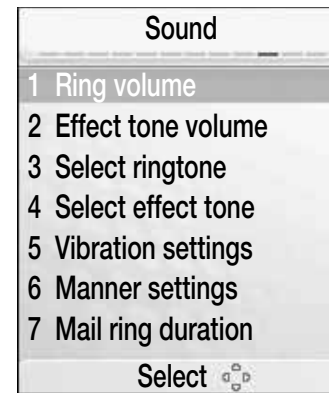 Sound
1 Ring volume
2 Effect tone volume
3 Select ringtone
4 Select effect tone
5 Vibration settings
6 Manner settings
7 Mail ring duration
Select